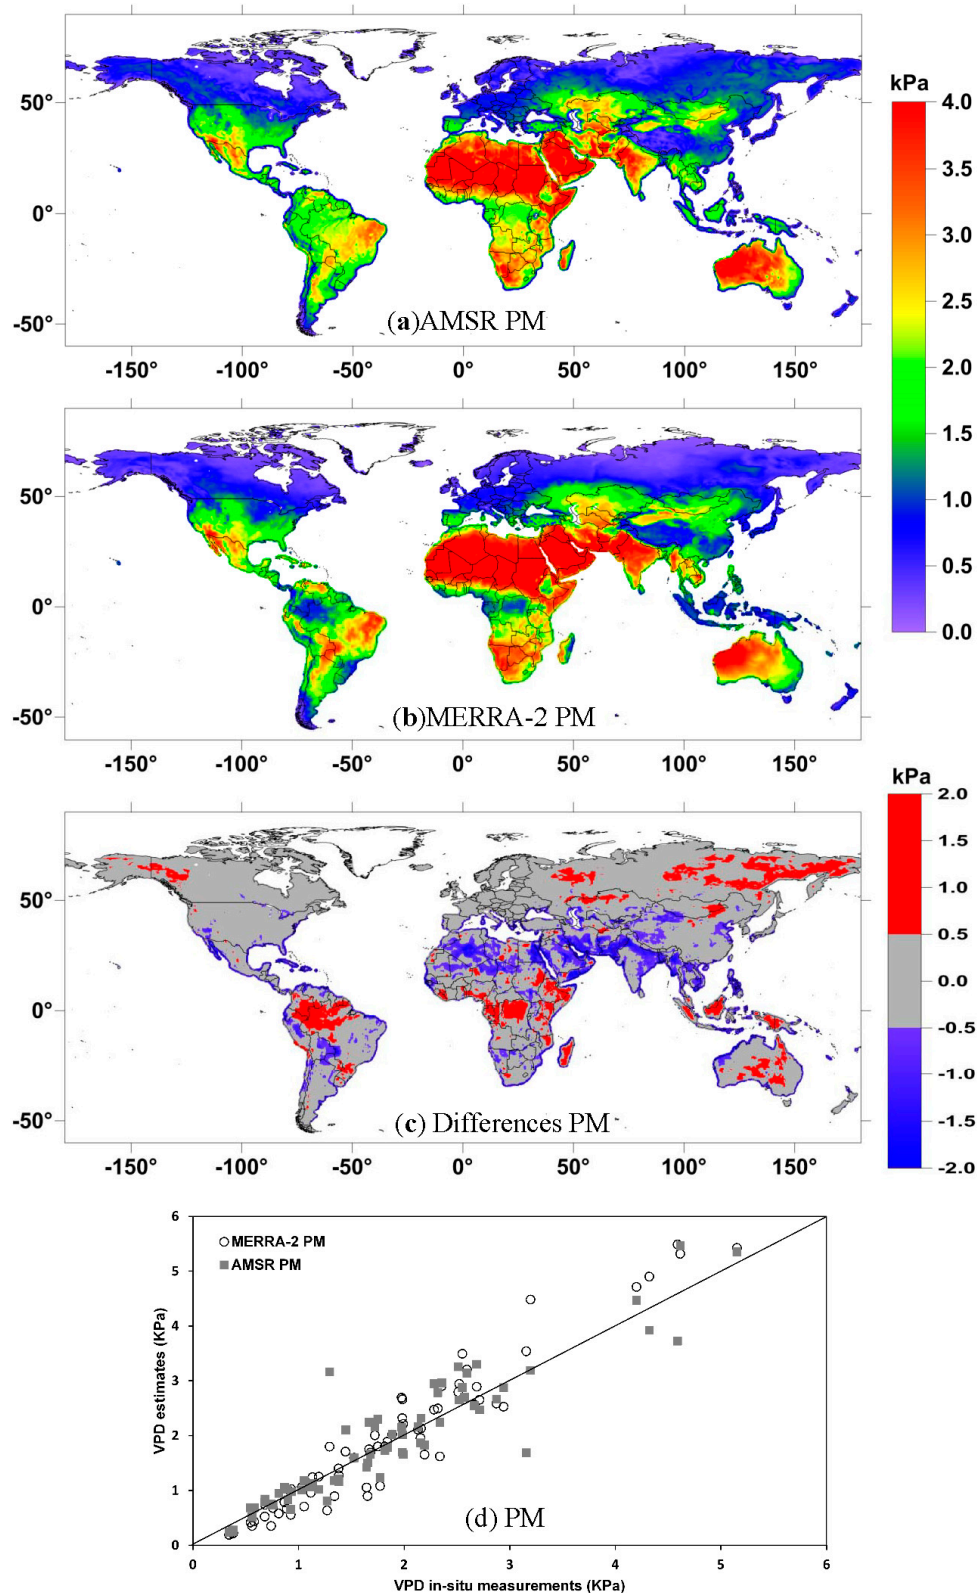 kPa
50°
0°
-50°
4.0
3.5
3.0
2.5
2.0
1.5
1.0
0.5
0.0
(a)AMSR PM
-150° -100° -50° 0° 50° 100° 150°
50°
0°
-50°
(b)MERRA-2 PM
-150° -100° -50° 0° 50° 100° 150°
kPa
50°
0°
-50°
2.0
1.5
1.0
0.5
0.0
-0.5
-1.0
-1.5
-2.0
(c) Differences PM
-150° -100° -50° 0° 50° 100° 150°
VPD estimates (KPa)
6
5
4
3
2
1
0
MERRA-2 PM
AMSR PM
(d) PM
0 1 2 3 4 5 6
VPD in-situ measurements (KPa)